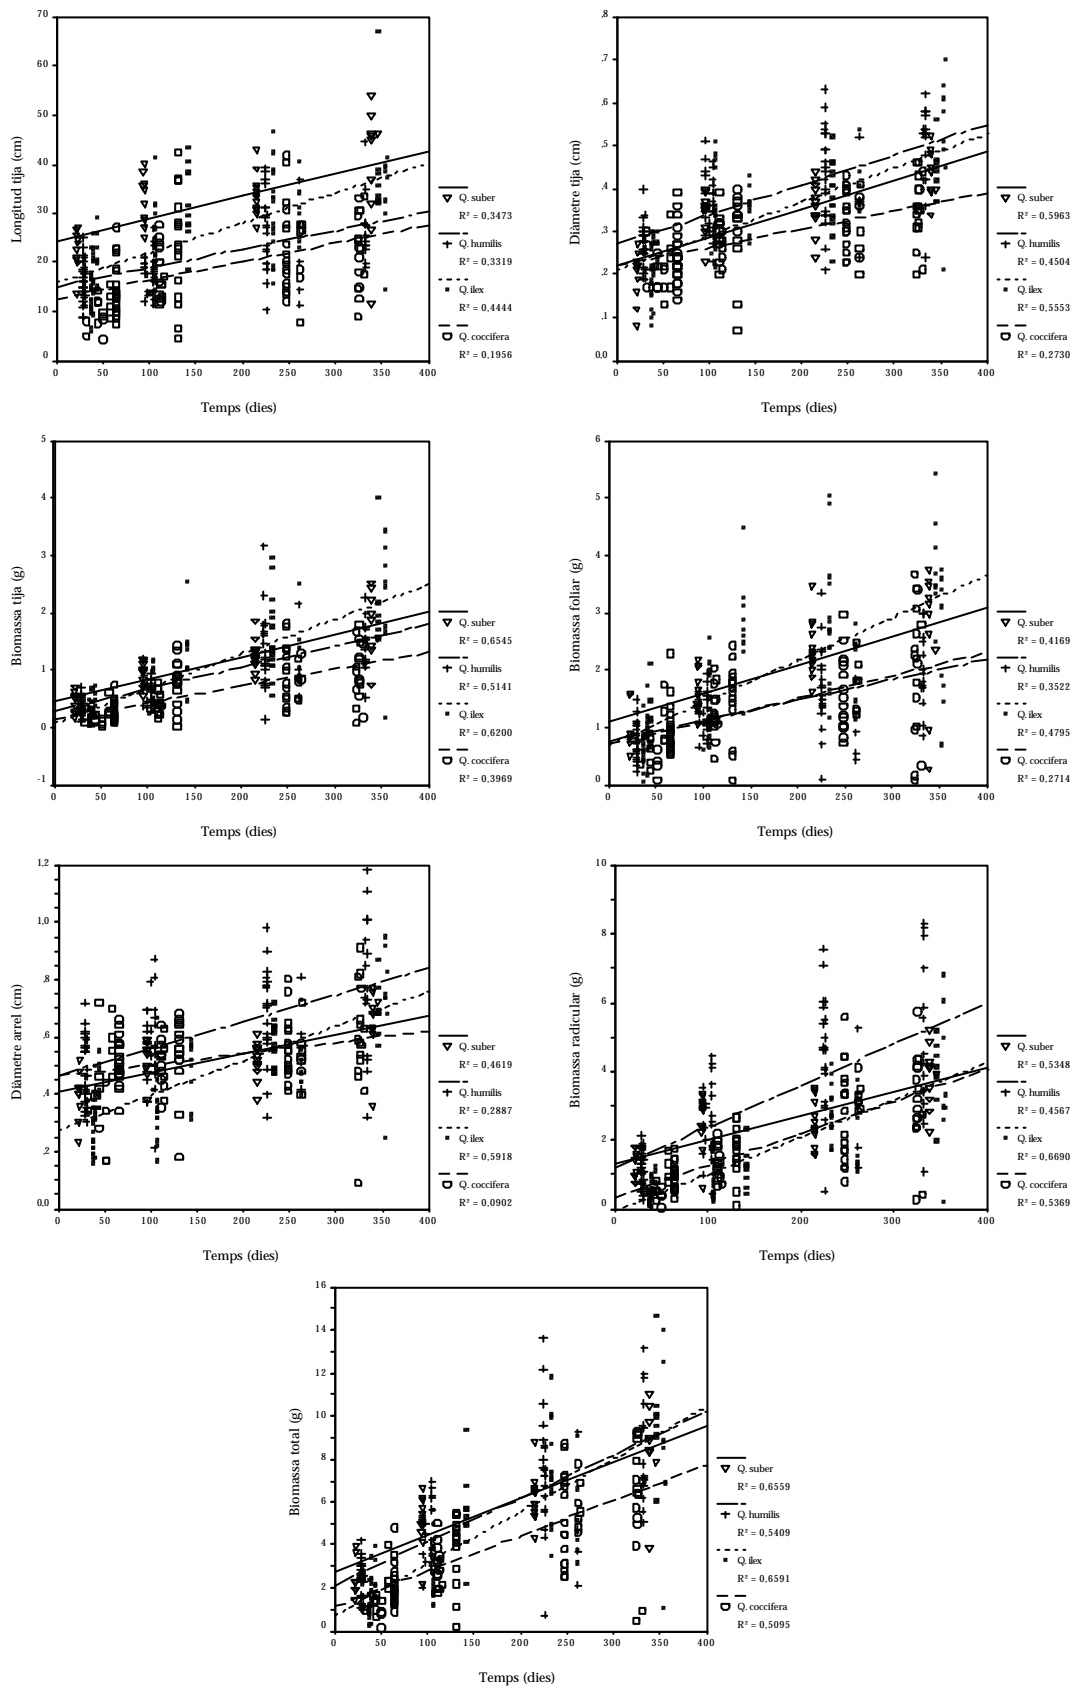 70
60
50
40
30
20
10
0
Longitud tija (cm)
0 50 100 150 200 250 300 350 400
Temps (dies)
Q. suber
R² = 0,3473
Q. humilis
R² = 0,3319
Q. ilex
R² = 0,4444
Q. coccifera
R² = 0,1956
,8
,7
,6
,5
,4
,3
,2
,1
0,0
Diàmetre tija (cm)
0 50 100 150 200 250 300 350 400
Temps (dies)
Q. suber
R² = 0,5963
Q. humilis
R² = 0,4504
Q. ilex
R² = 0,5553
Q. coccifera
R² = 0,2730
5
4
3
2
1
0
-1
Biomassa tija (g)
0 50 100 150 200 250 300 350 400
Temps (dies)
Q. suber
R² = 0,6545
Q. humilis
R² = 0,5141
Q. ilex
R² = 0,6200
Q. coccifera
R² = 0,3969
6
5
4
3
2
1
0
Biomassa foliar (g)
0 50 100 150 200 250 300 350 400
Temps (dies)
Q. suber
R² = 0,4169
Q. humilis
R² = 0,3522
Q. ilex
R² = 0,4795
Q. coccifera
R² = 0,2714
1,2
1,0
,8
,6
,4
,2
0,0
Diàmetre arrel (cm)
0 50 100 150 200 250 300 350 400
Temps (dies)
Q. suber
R² = 0,4619
Q. humilis
R² = 0,2887
Q. ilex
R² = 0,5918
Q. coccifera
R² = 0,0902
10
8
6
4
2
0
Biomassa radicular (g)
0 100 200 300 400
Temps (dies)
Q. suber
R² = 0,5348
Q. humilis
R² = 0,4567
Q. ilex
R² = 0,6690
Q. coccifera
R² = 0,5369
16
14
12
10
8
6
4
2
0
Biomassa total (g)
0 50 100 150 200 250 300 350 400
Temps (dies)
Q. suber
R² = 0,6559
Q. humilis
R² = 0,5409
Q. ilex
R² = 0,6591
Q. coccifera
R² = 0,5095